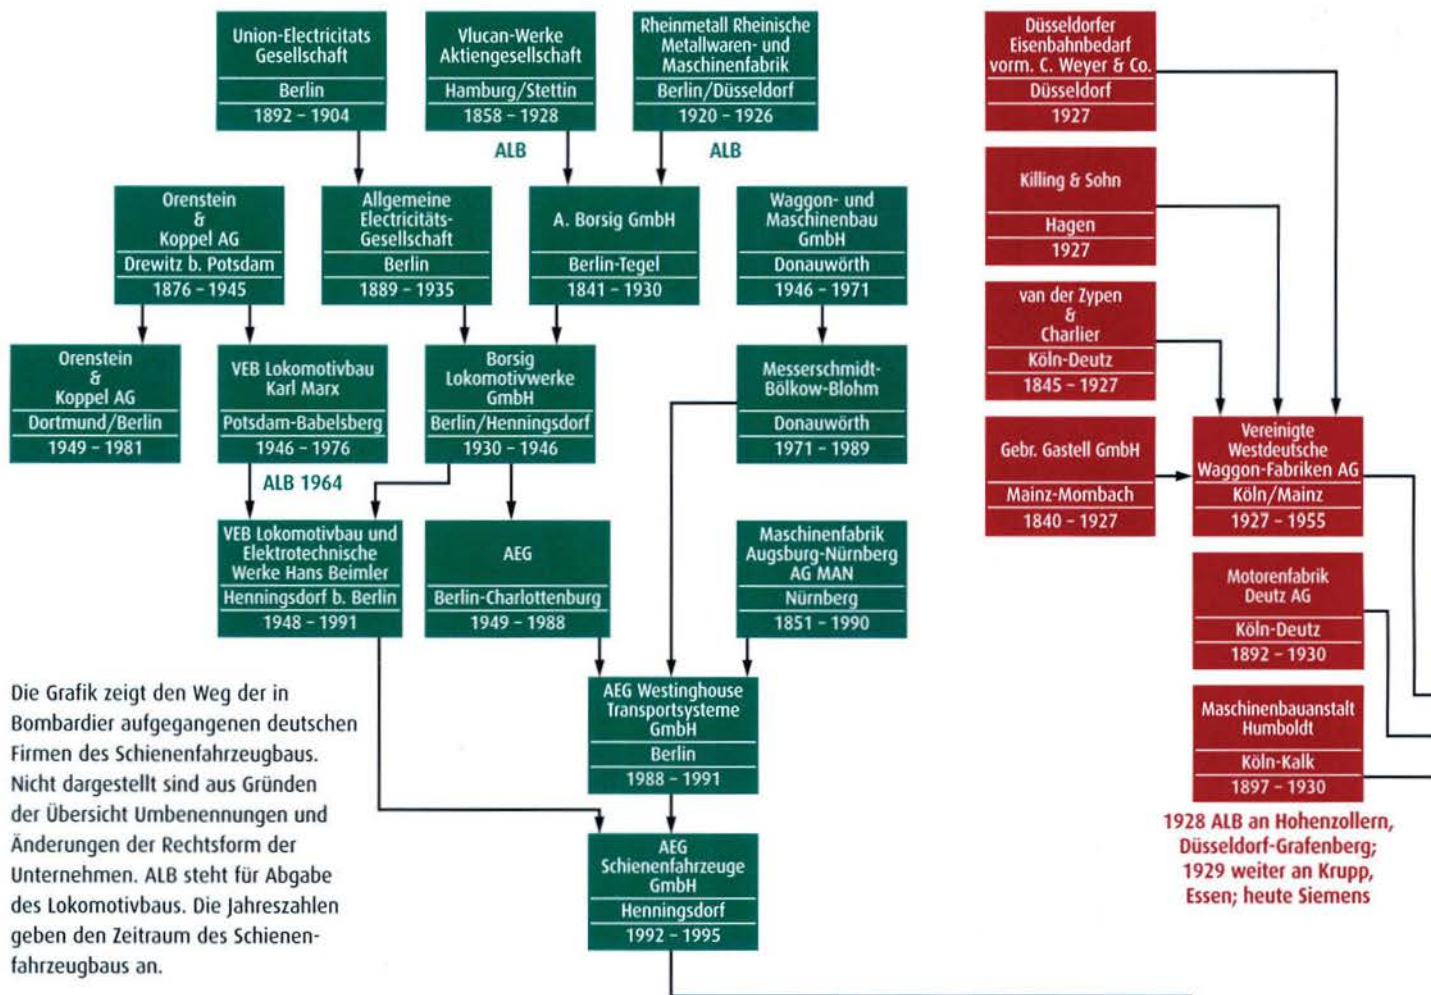 Union-Electricitats
Gesellschaft
Berlin
1892 – 1904
Vlucan-Werke
Aktiengesellschaft
Hamburg/Stettin
1858 – 1928
Rheinmetall Rheinische
Metallwaren- und
Maschinenfabrik
Berlin/Düsseldorf
1920 – 1926
ALB
ALB
Orenstein
&
Koppel AG
Drewitz b. Potsdam
1876 – 1945
Allgemeine
Electricitäts-
Gesellschaft
Berlin
1889 – 1935
A. Borsig GmbH
Berlin-Tegel
1841 – 1930
Waggon- und
Maschinenbau
GmbH
Donauwörth
1946 – 1971
Orenstein
&
Koppel AG
Dortmund/Berlin
1949 – 1981
VEB Lokomotivbau
Karl Marx
Potsdam-Babelsberg
1946 – 1976
Borsig
Lokomotivwerke
GmbH
Berlin/Henningsdorf
1930 – 1946
Messerschmidt-
Bölkow-Blohm
Donauwörth
1971 – 1989
ALB 1964
VEB Lokomotivbau und
Elektrotechnische
Werke Hans Beimler
Henningsdorf b. Berlin
1948 – 1991
AEG
Berlin-Charlottenburg
1949 – 1988
Maschinenfabrik
Augsburg-Nürnberg
AG MAN
Nürnberg
1851 – 1990
AEG Westinghouse
Transportsysteme
GmbH
Berlin
1988 – 1991
AEG
Schienenfahrzeuge
GmbH
Henningsdorf
1992 – 1995
Die Grafik zeigt den Weg der in
Bombardier aufgegangenen deutschen
Firmen des Schienenfahrzeugbaus.
Nicht dargestellt sind aus Gründen
der Übersicht Umbenennungen und
Änderungen der Rechtsform der
Unternehmen. ALB steht für Abgabe
des Lokomotivbaus. Die Jahreszahlen
geben den Zeitraum des Schienen-
fahrzeugbaus an.
Düsseldorfer
Eisenbahnbedarf
vorm. C. Weyer & Co.
Düsseldorf
1927
Killing & Sohn
Hagen
1927
van der Zypen
&
Charlier
Köln-Deutz
1845 – 1927
Gebr. Gastell GmbH
Mainz-Mombach
1840 – 1927
Vereinigte
Westdeutsche
Waggon-Fabriken AG
Köln/Mainz
1927 – 1955
Motorenfabrik
Deutz AG
Köln-Deutz
1892 – 1930
Maschinenbauanstalt
Humboldt
Köln-Kalk
1897 – 1930
1928 ALB an Hohenzollern,
Düsseldorf-Grafenberg;
1929 weiter an Krupp,
Essen; heute Siemens